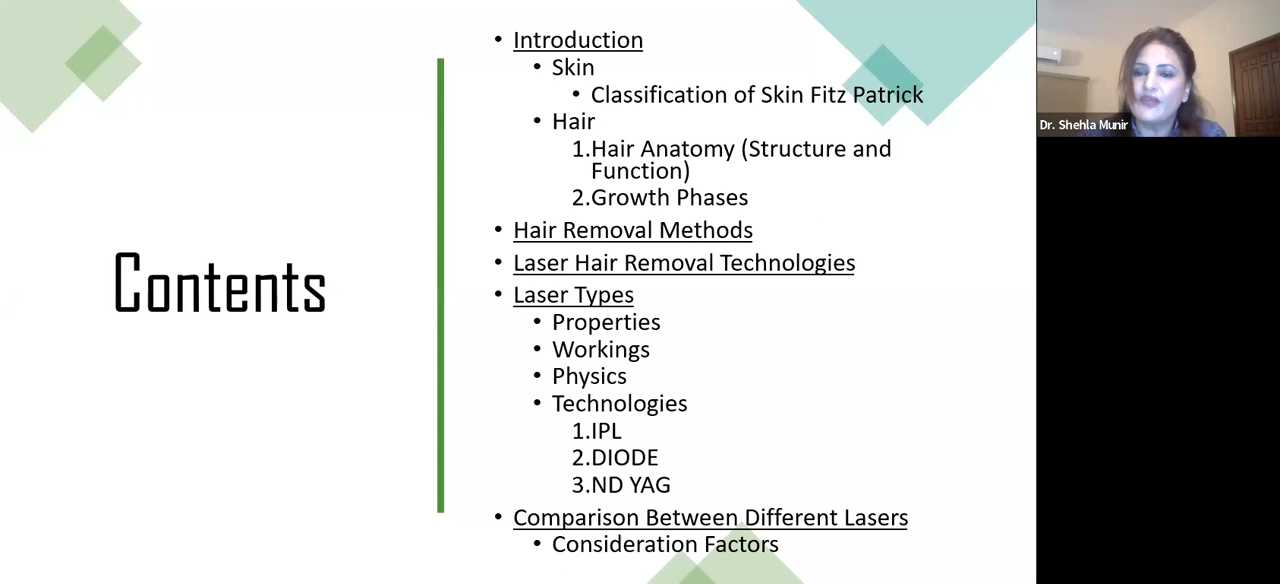 Contents
• Introduction
• Skin
• Classification of Skin Fitz Patrick
• Hair
1.Hair Anatomy (Structure and
Function)
2.Growth Phases
• Hair Removal Methods
• Laser Hair Removal Technologies
• Laser Types
• Properties
• Workings
• Physics
• Technologies
1.IPL
2.DIODE
3.ND YAG
• Comparison Between Different Lasers
• Consideration Factors
Dr. Shehla Munir